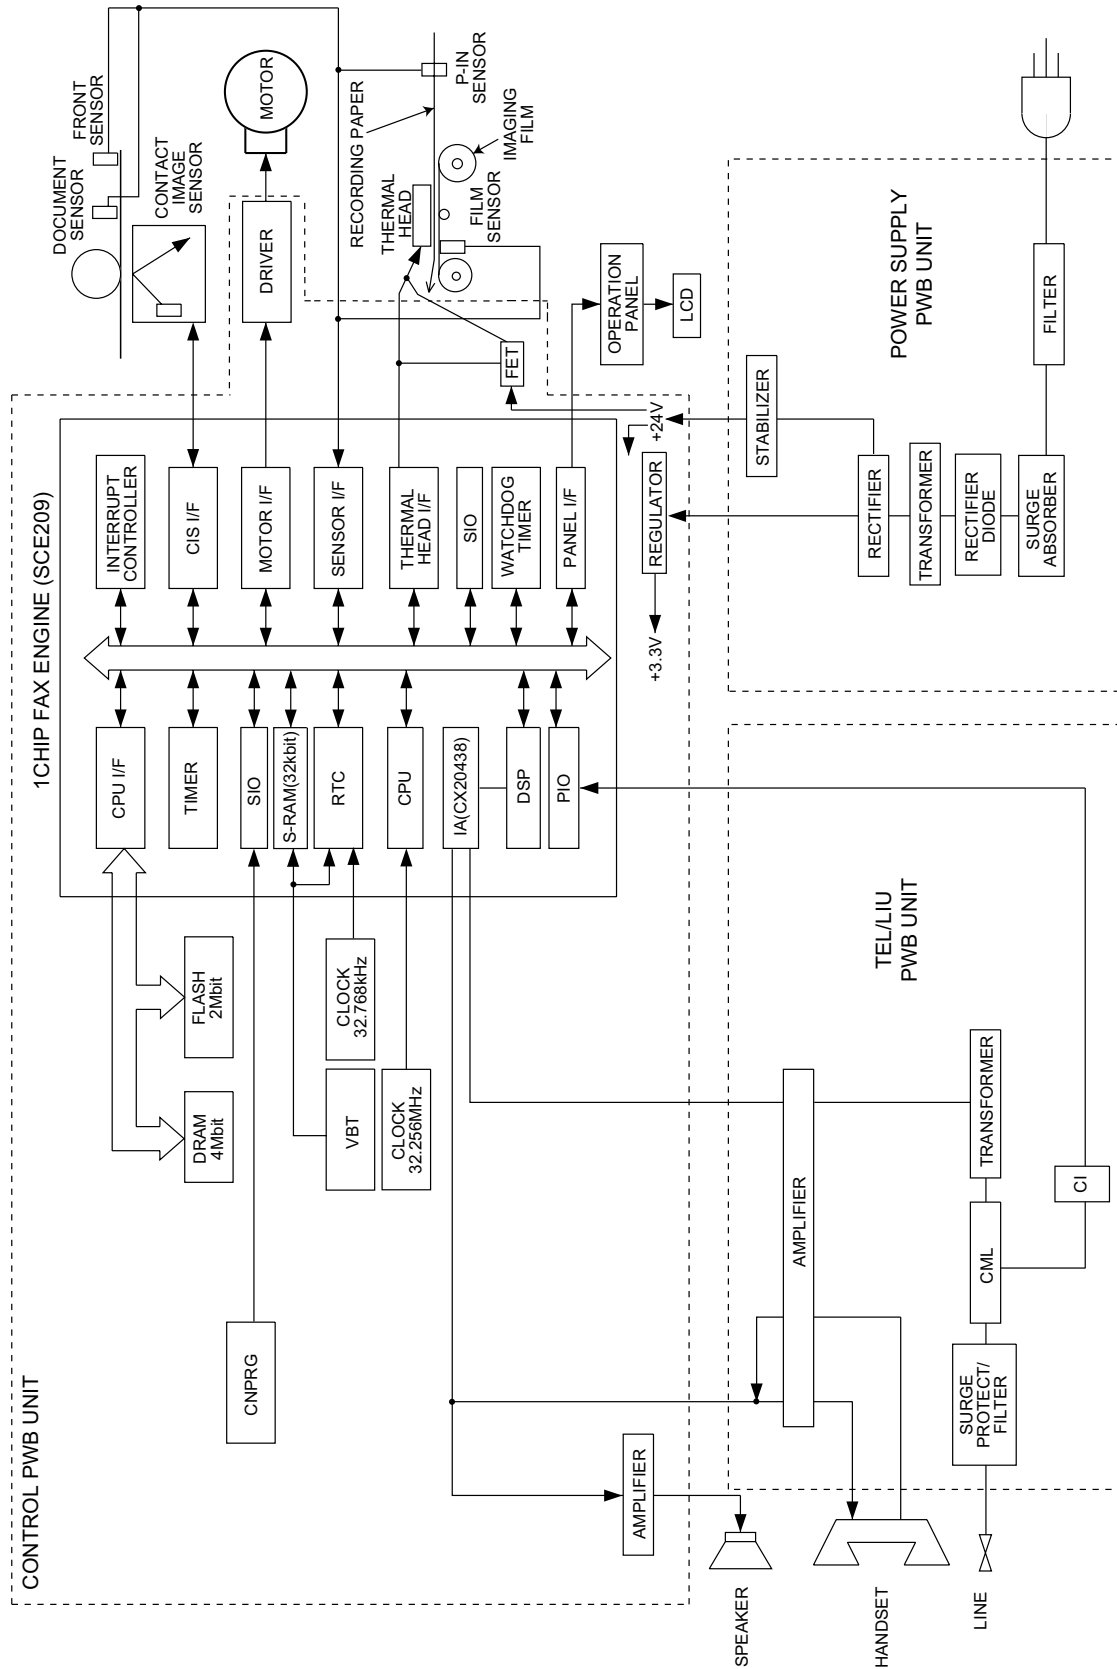 CONTROL PWB UNIT
1CHIP FAX ENGINE (SCE209)
CPU I/F
TIMER
SIO
S-RAM(32kbit)
RTC
CPU
IA(CX20438)
DSP
PIO
INTERRUPT
CONTROLLER
CIS I/F
MOTOR I/F
SENSOR I/F
THERMAL
HEAD I/F
SIO
WATCHDOG
TIMER
PANEL I/F
FLASH
2Mbit
DRAM
4Mbit
CNPRG
VBT
CLOCK
32.768kHz
CLOCK
32.256MHz
AMPLIFIER
REGULATOR
+3.3V
+24V
FET
DRIVER
MOTOR
DOCUMENT
SENSOR
FRONT
SENSOR
CONTACT
IMAGE
SENSOR
RECORDING PAPER
THERMAL
HEAD
FILM
SENSOR
P-IN
SENSOR
IMAGING
FILM
OPERATION
PANEL
LCD
POWER SUPPLY
PWB UNIT
STABILIZER
RECTIFIER
TRANSFORMER
RECTIFIER
DIODE
SURGE
ABSORBER
FILTER
TEL/LIU
PWB UNIT
AMPLIFIER
TRANSFORMER
CML
CI
SURGE
PROTECT/
FILTER
SPEAKER
HANDSET
LINE